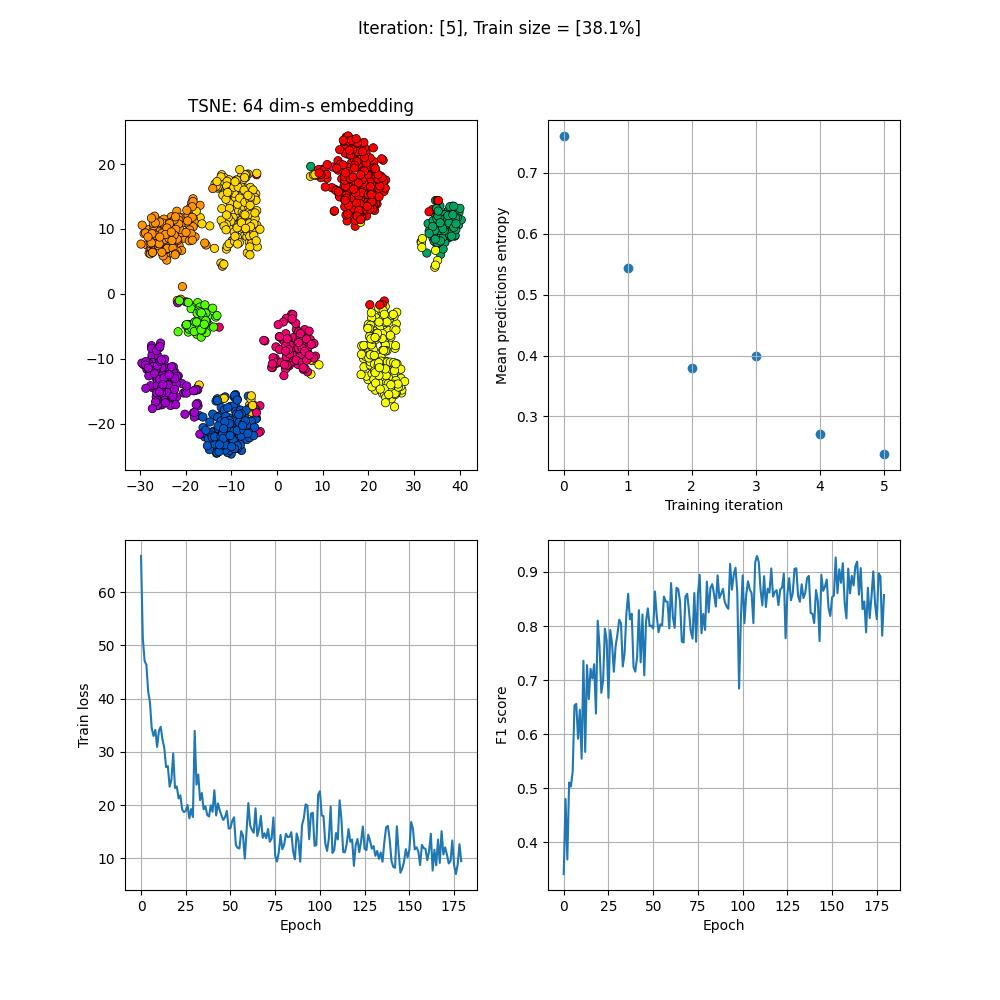 Iteration: [5], Train size = [38.1%]
TSNE: 64 dim-s embedding
20
10
0
−10
−20
−30 −20 −10 0 10 20 30 40
Mean predictions entropy
0.7
0.6
0.5
0.4
0.3
0 1 2 3 4 5
Training iteration
Train loss
60
50
40
30
20
10
0 25 50 75 100 125 150 175
Epoch
F1 score
0.9
0.8
0.7
0.6
0.5
0.4
0 25 50 75 100 125 150 175
Epoch